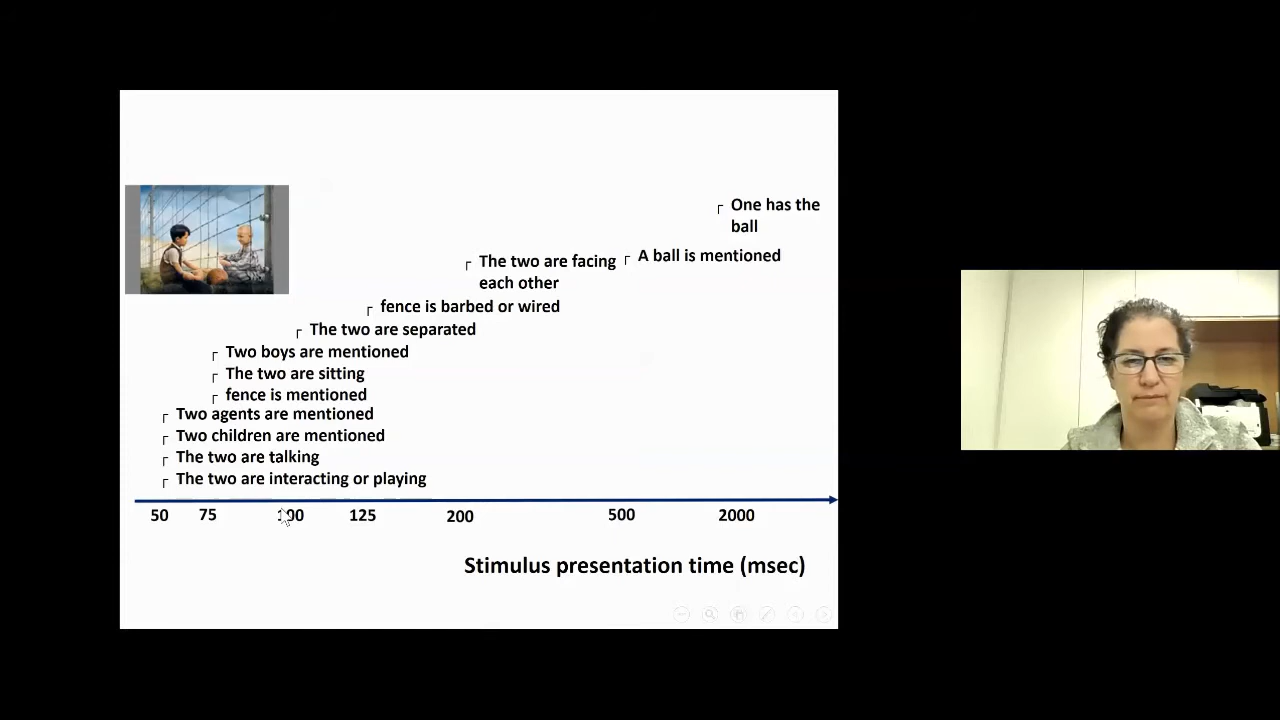 One has the
ball
The two are facing
each other
A ball is mentioned
fence is barbed or wired
The two are separated
Two boys are mentioned
The two are sitting
fence is mentioned
Two agents are mentioned
Two children are mentioned
The two are talking
The two are interacting or playing
50 75 100 125 200 500 2000
Stimulus presentation time (msec)